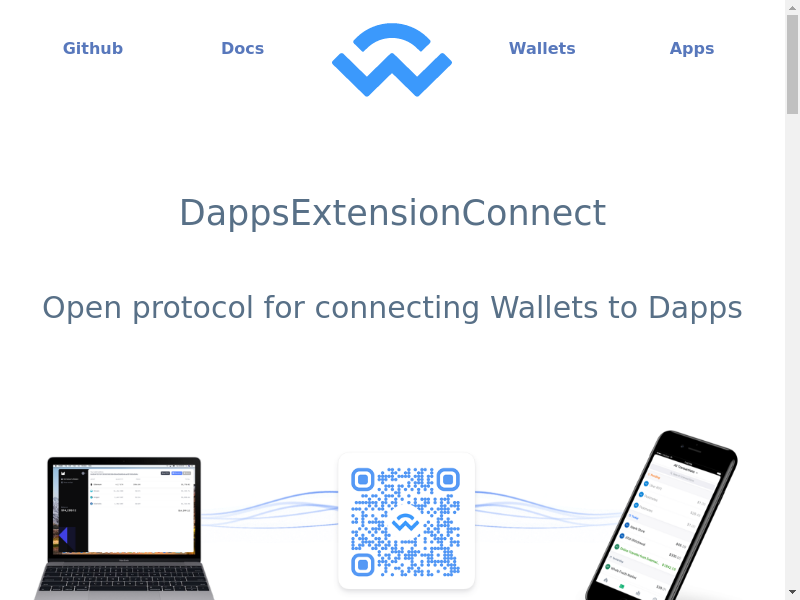 Github
Docs
Wallets
Apps
DappsExtensionConnect
Open protocol for connecting Wallets to Dapps